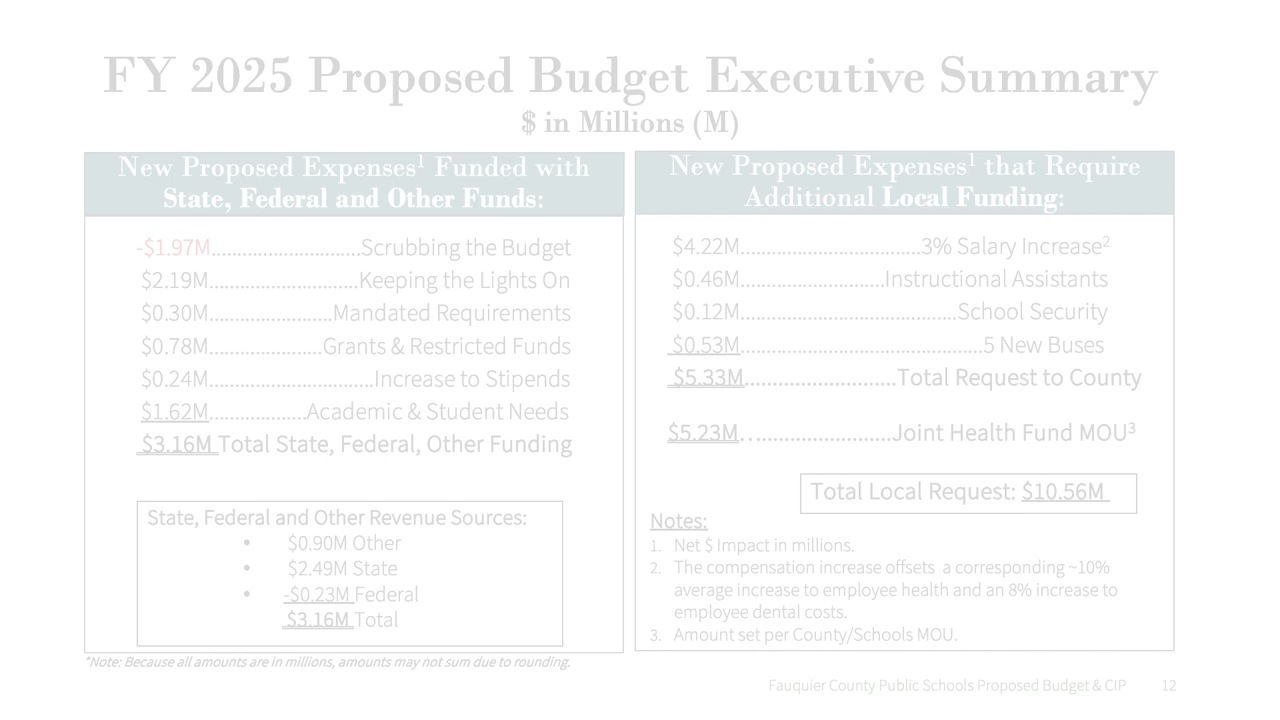 FY 2025 Proposed Budget Executive Summary
$ in Millions (M)
New Proposed Expenses¹ Funded with
State, Federal and Other Funds:
-$1.97M.............................Scrubbing the Budget
$2.19M.............................Keeping the Lights On
$0.30M........................Mandated Requirements
$0.78M......................Grants & Restricted Funds
$0.24M................................Increase to Stipends
$1.62M...................Academic & Student Needs
$3.16M Total State, Federal, Other Funding
State, Federal and Other Revenue Sources:
• $0.90M Other
• $2.49M State
• -$0.23M Federal
$3.16M Total
*Note: Because all amounts are in millions, amounts may not sum due to rounding.
New Proposed Expenses¹ that Require
Additional Local Funding:
$4.22M...................................3% Salary Increase²
$0.46M............................Instructional Assistants
$0.12M..........................................School Security
$0.53M...............................................5 New Buses
$5.33M...........................Total Request to County
$5.23M…........................Joint Health Fund MOU³
Total Local Request: $10.56M
Notes:
1. Net $ Impact in millions.
2. The compensation increase offsets a corresponding ~10%
average increase to employee health and an 8% increase to
employee dental costs.
3. Amount set per County/Schools MOU.
Fauquier County Public Schools Proposed Budget & CIP 12